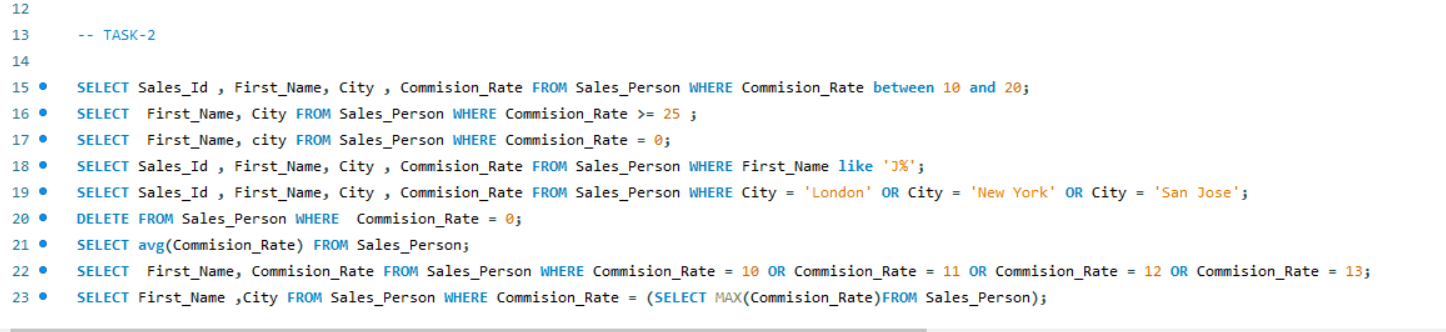 12
13 -- TASK-2
14
15 SELECT Sales_Id , First_Name, City , Commision_Rate FROM Sales_Person WHERE Commision_Rate between 10 and 20;
16 SELECT  First_Name, City FROM Sales_Person WHERE Commision_Rate >= 25 ;
17 SELECT  First_Name, city FROM Sales_Person WHERE Commision_Rate = 0;
18 SELECT Sales_Id , First_Name, City , Commision_Rate FROM Sales_Person WHERE First_Name like 'J%';
19 SELECT Sales_Id , First_Name, City , Commision_Rate FROM Sales_Person WHERE City = 'London' OR City = 'New York' OR City = 'San Jose';
20 DELETE FROM Sales_Person WHERE  Commision_Rate = 0;
21 SELECT avg(Commision_Rate) FROM Sales_Person;
22 SELECT  First_Name, Commision_Rate FROM Sales_Person WHERE Commision_Rate = 10 OR Commision_Rate = 11 OR Commision_Rate = 12 OR Commision_Rate = 13;
23 SELECT First_Name ,City FROM Sales_Person WHERE Commision_Rate = (SELECT MAX(Commision_Rate)FROM Sales_Person);